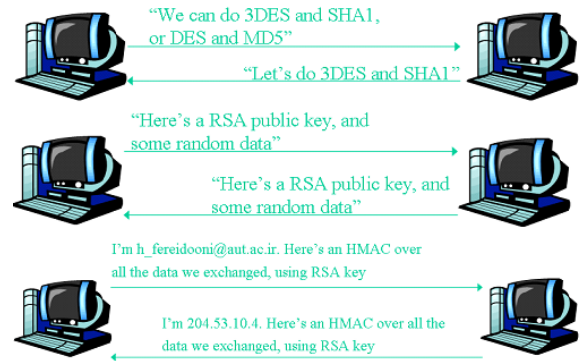 “We can do 3DES and SHA1,
or DES and MD5”
“Let’s do 3DES and SHA1”
“Here’s a RSA public key, and
some random data”
“Here’s a RSA public key, and
some random data”
I’m h_fereidooni@aut.ac.ir. Here’s an HMAC over
all the data we exchanged, using RSA key
I’m 204.53.10.4. Here’s an HMAC over all the
data we exchanged, using RSA key